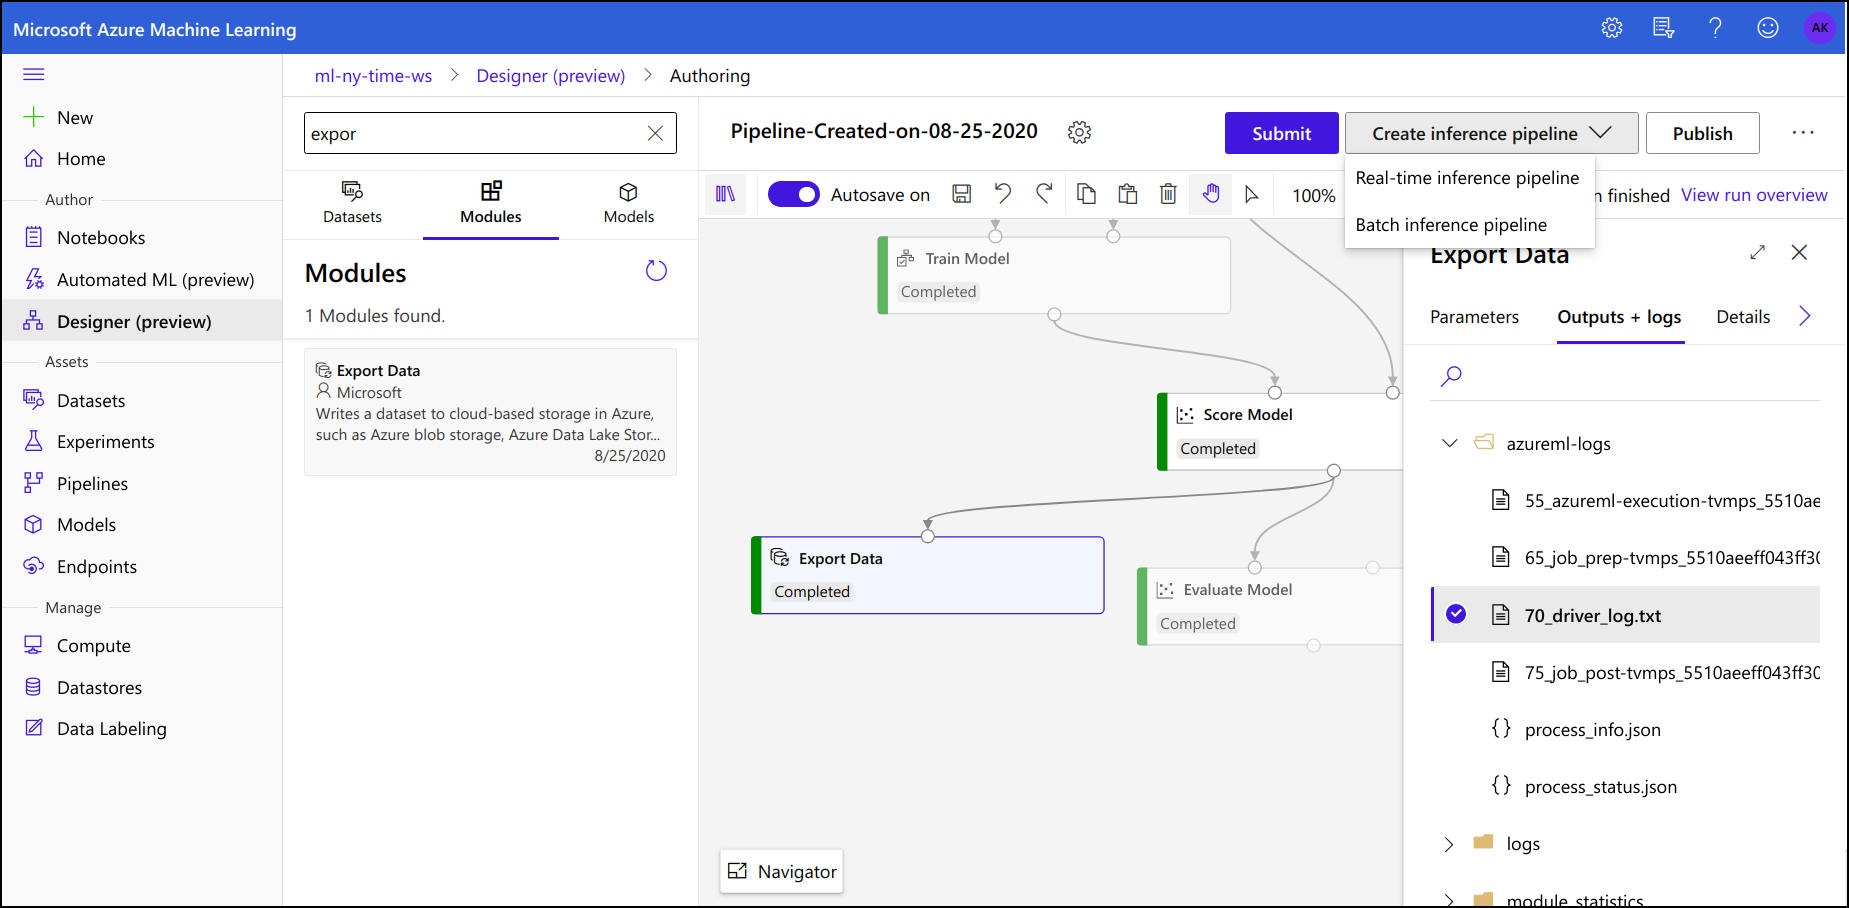 Microsoft Azure Machine Learning
AK
New
Home
Author
Notebooks
Automated ML (preview)
Designer (preview)
Assets
Datasets
Experiments
Pipelines
Models
Endpoints
Manage
Compute
Datastores
Data Labeling
ml-ny-time-ws > Designer (preview) > Authoring
expor
Datasets
Modules
Models
Modules
1 Modules found.
Export Data
Microsoft
Writes a dataset to cloud-based storage in Azure,
such as Azure blob storage, Azure Data Lake Stor...
8/25/2020
Pipeline-Created-on-08-25-2020
Submit
Create inference pipeline
Publish
Real-time inference pipeline
Batch inference pipeline
Autosave on
100%
n finished
View run overview
Train Model
Completed
Score Model
Completed
Export Data
Completed
Evaluate Model
Completed
Navigator
Export Data
Parameters
Outputs + logs
Details
azureml-logs
55_azureml-execution-tvmps_5510ae
65_job_prep-tvmps_5510aeeff043ff30
70_driver_log.txt
75_job_post-tvmps_5510aeeff043ff30
process_info.json
process_status.json
logs
module_statistics